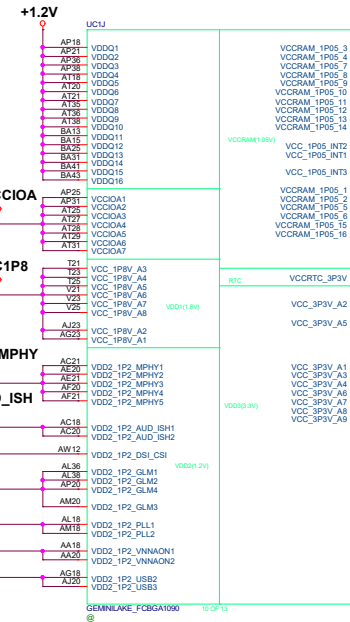 +1.2V
UC1J
AP18 VDDQ1
AP21 VDDQ2
AP36 VDDQ3
AP38 VDDQ4
AT18 VDDQ5
AT20 VDDQ6
AT21 VDDQ7
AT35 VDDQ8
AT36 VDDQ9
AT38 VDDQ10
BA13 VDDQ11
BA15 VDDQ12
BA25 VDDQ13
BA31 VDDQ14
BA41 VDDQ15
BA43 VDDQ16
CCIOA
AP25 VCCIOA1
AP31 VCCIOA2
AT25 VCCIOA3
AT27 VCCIOA4
AT28 VCCIOA5
AT29 VCCIOA6
AT31 VCCIOA7
C1P8
T21 VCC_1P8V_A3
T23 VCC_1P8V_A4
T25 VCC_1P8V_A5
V21 VCC_1P8V_A6
V23 VCC_1P8V_A7
V25 VCC_1P8V_A8
AJ23 VCC_1P8V_A2
AG23 VCC_1P8V_A1
MPHY
AC21 VDD2_1P2_MPHY1
AE20 VDD2_1P2_MPHY2
AE21 VDD2_1P2_MPHY3
AF20 VDD2_1P2_MPHY4
AF21 VDD2_1P2_MPHY5
D_ISH
AC18 VDD2_1P2_AUD_ISH1
AC20 VDD2_1P2_AUD_ISH2
AW12 VDD2_1P2_DSI_CSI
AL36 VDD2_1P2_GLM1
AL38 VDD2_1P2_GLM2
AP20 VDD2_1P2_GLM4
AM20 VDD2_1P2_GLM3
AL18 VDD2_1P2_PLL1
AM18 VDD2_1P2_PLL2
AA18 VDD2_1P2_VNNAON1
AA20 VDD2_1P2_VNNAON2
AG18 VDD2_1P2_USB2
AJ20 VDD2_1P2_USB3
VCCRAM(1.05V)
VDD1(1.8V)
RTC
VDD3(3.3V)
VDD2(1.2V)
VCCRAM_1P05_3
VCCRAM_1P05_4
VCCRAM_1P05_7
VCCRAM_1P05_8
VCCRAM_1P05_9
VCCRAM_1P05_10
VCCRAM_1P05_11
VCCRAM_1P05_12
VCCRAM_1P05_13
VCCRAM_1P05_14
VCC_1P05_INT2
VCC_1P05_INT1
VCC_1P05_INT3
VCCRAM_1P05_1
VCCRAM_1P05_2
VCCRAM_1P05_5
VCCRAM_1P05_6
VCCRAM_1P05_15
VCCRAM_1P05_16
VCCRTC_3P3V
VCC_3P3V_A2
VCC_3P3V_A5
VCC_3P3V_A1
VCC_3P3V_A3
VCC_3P3V_A4
VCC_3P3V_A6
VCC_3P3V_A7
VCC_3P3V_A8
VCC_3P3V_A9
GEMINILAKE_FCBGA1090
10 OF 13
@